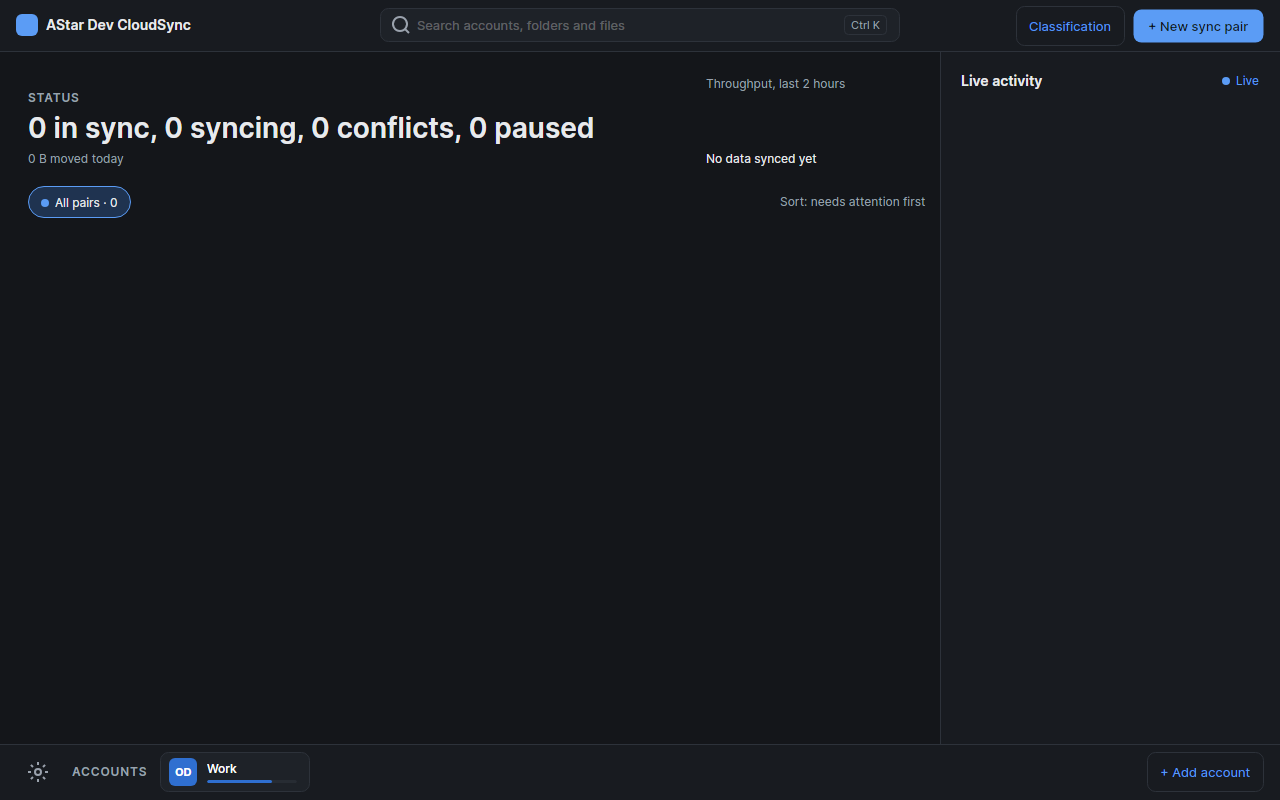 AStar Dev CloudSync
Search accounts, folders and files
Ctrl K
Classification
+ New sync pair
STATUS
0 in sync, 0 syncing, 0 conflicts, 0 paused
0 B moved today
Throughput, last 2 hours
No data synced yet
All pairs · 0
Sort: needs attention first
Live activity
Live
ACCOUNTS
OD
Work
+ Add account